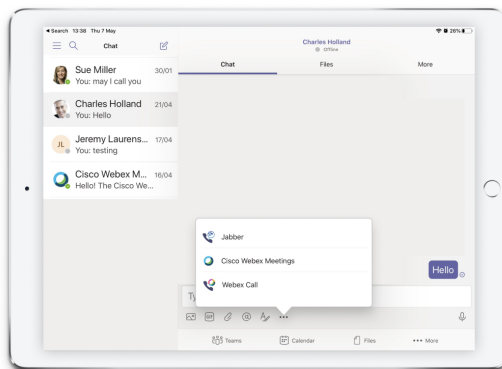 Search 13:38 Thu 7 May
26%
Chat
Charles Holland
Offline
Chat Files More
Sue Miller 30/01
You: may I call you
Charles Holland 21/04
You: Hello
JL
Jeremy Laurens... 17/04
You: testing
Cisco Webex M... 16/04
Hello! The Cisco We...
Jabber
Cisco Webex Meetings
Webex Call
Hello
Ty
GIF
Teams Calendar Files More